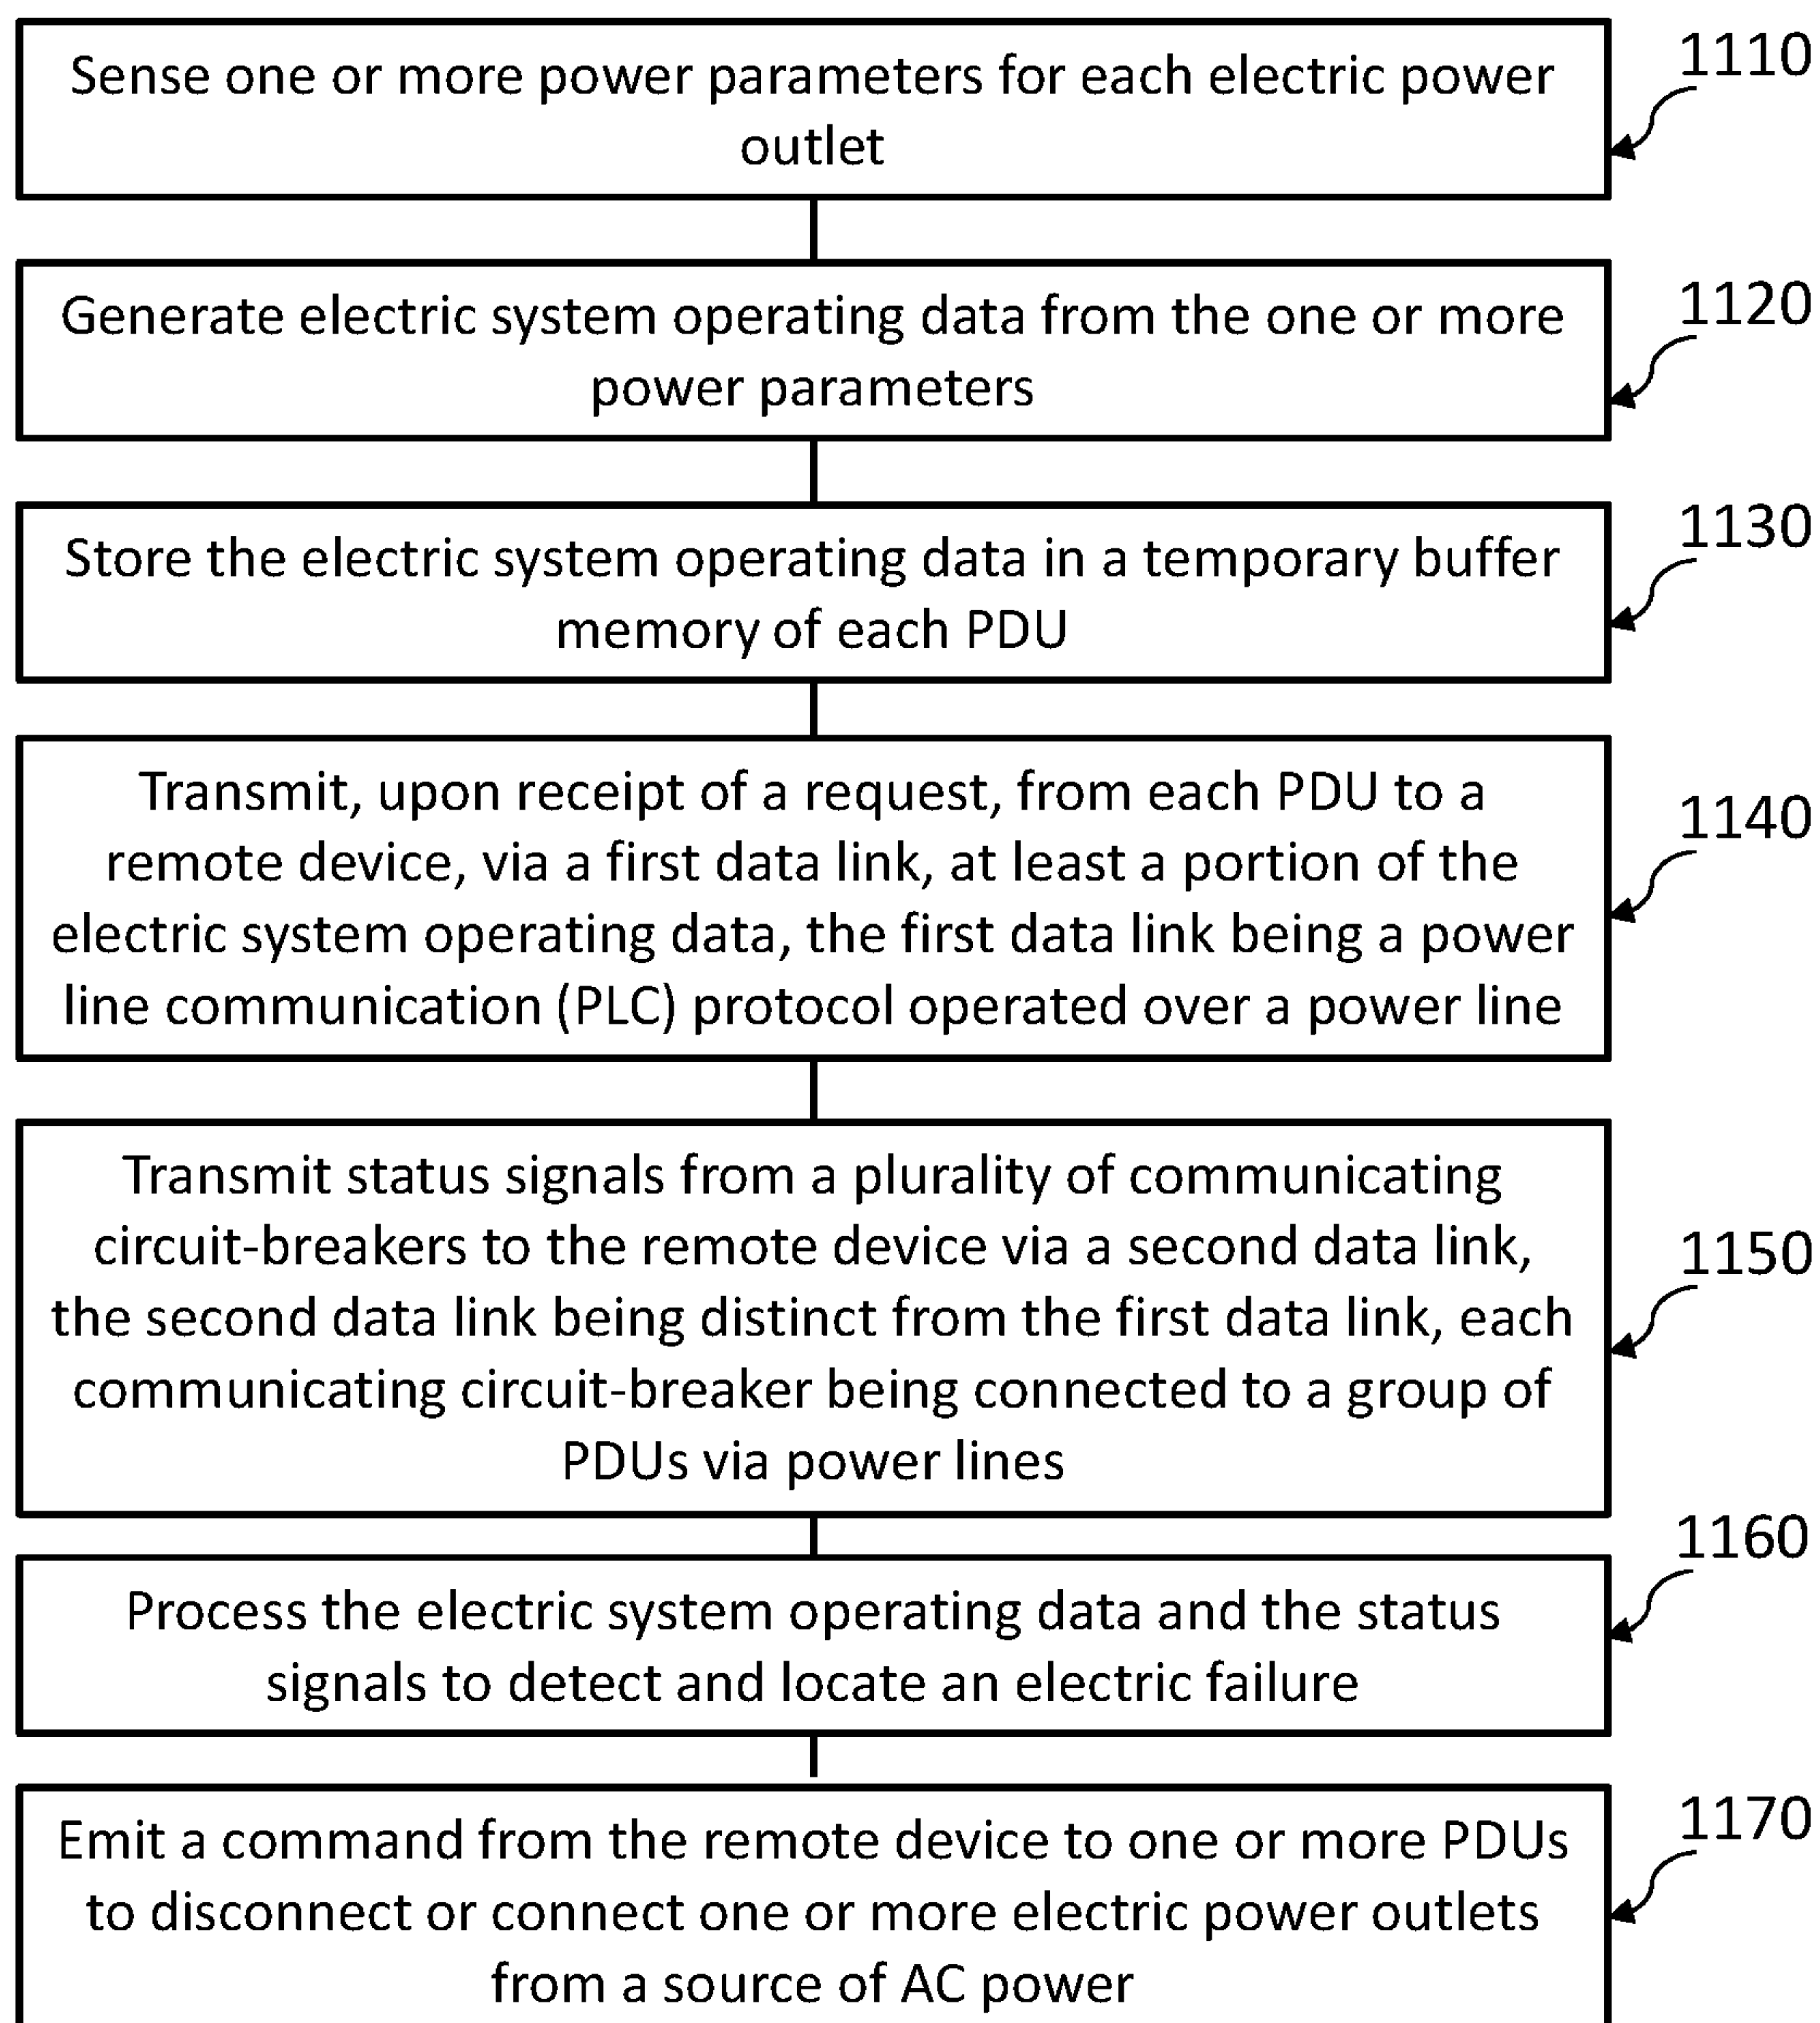 Sense one or more power parameters for each electric power
outlet
1110
Generate electric system operating data from the one or more
power parameters
1120
Store the electric system operating data in a temporary buffer
memory of each PDU
1130
Transmit, upon receipt of a request, from each PDU to a
remote device, via a first data link, at least a portion of the
electric system operating data, the first data link being a power
line communication (PLC) protocol operated over a power line
1140
Transmit status signals from a plurality of communicating
circuit-breakers to the remote device via a second data link,
the second data link being distinct from the first data link, each
communicating circuit-breaker being connected to a group of
PDUs via power lines
1150
Process the electric system operating data and the status
signals to detect and locate an electric failure
1160
Emit a command from the remote device to one or more PDUs
to disconnect or connect one or more electric power outlets
from a source of AC power
1170